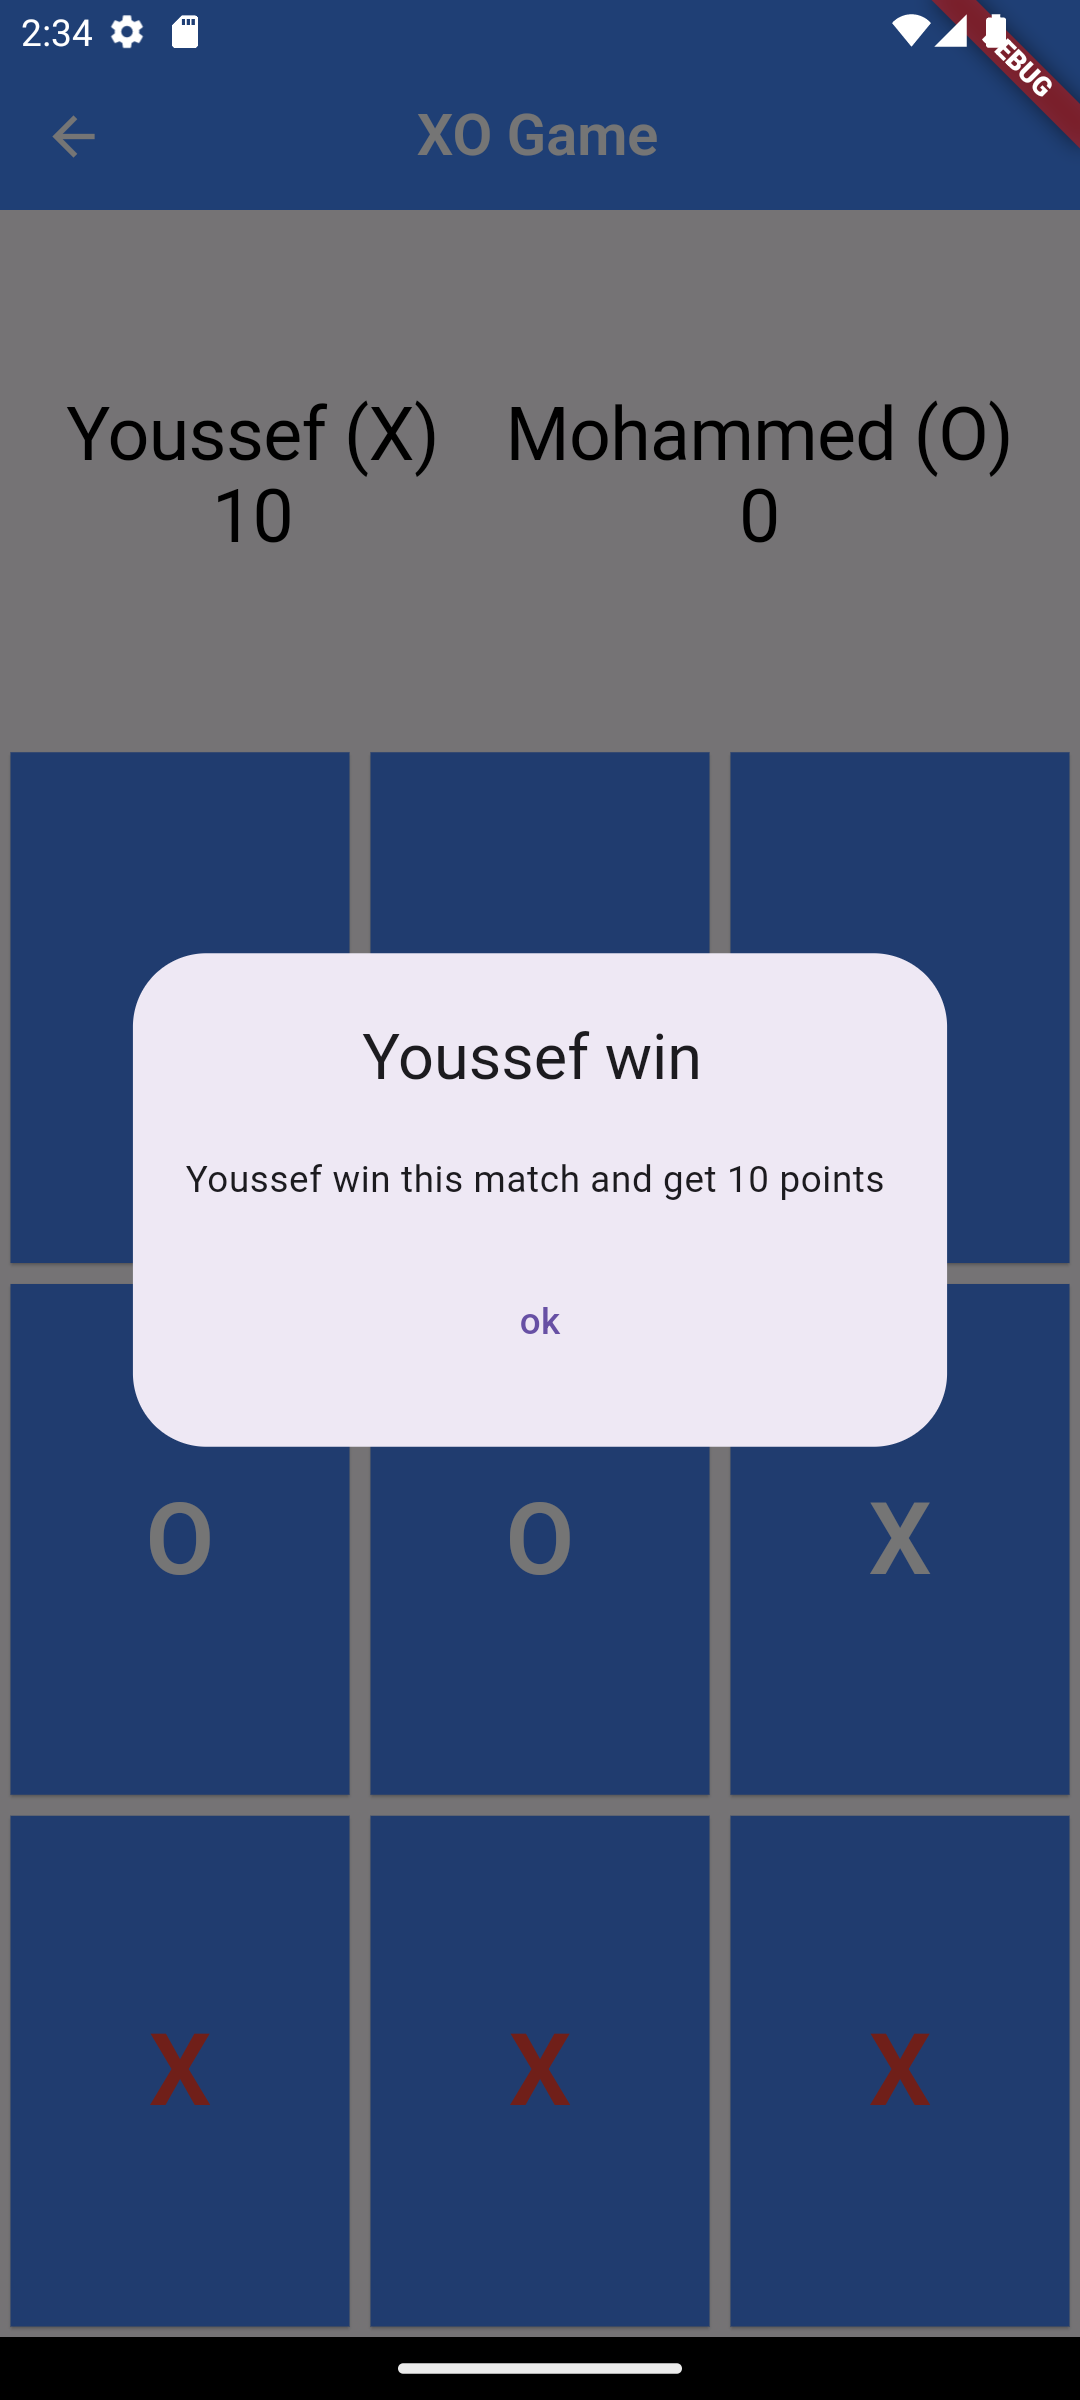 2:34
DEBUG
XO Game
Youssef (X) Mohammed (O)
10 0
Youssef win
Youssef win this match and get 10 points
ok
O O X
X X X